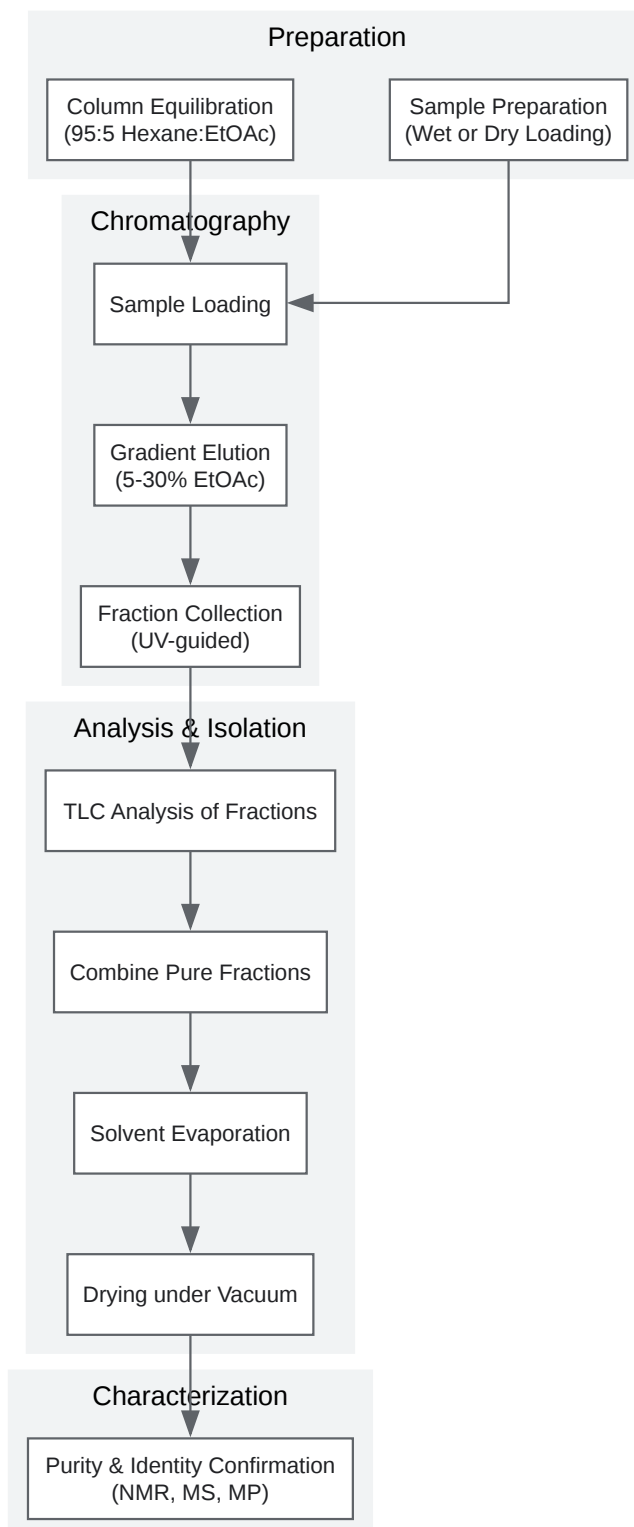 Preparation
Column Equilibration
(95:5 Hexane:EtOAc)
Sample Preparation
(Wet or Dry Loading)
Chromatography
Sample Loading
Gradient Elution
(5-30% EtOAc)
Fraction Collection
(UV-guided)
Analysis & Isolation
TLC Analysis of Fractions
Combine Pure Fractions
Solvent Evaporation
Drying under Vacuum
Characterization
Purity & Identity Confirmation
(NMR, MS, MP)